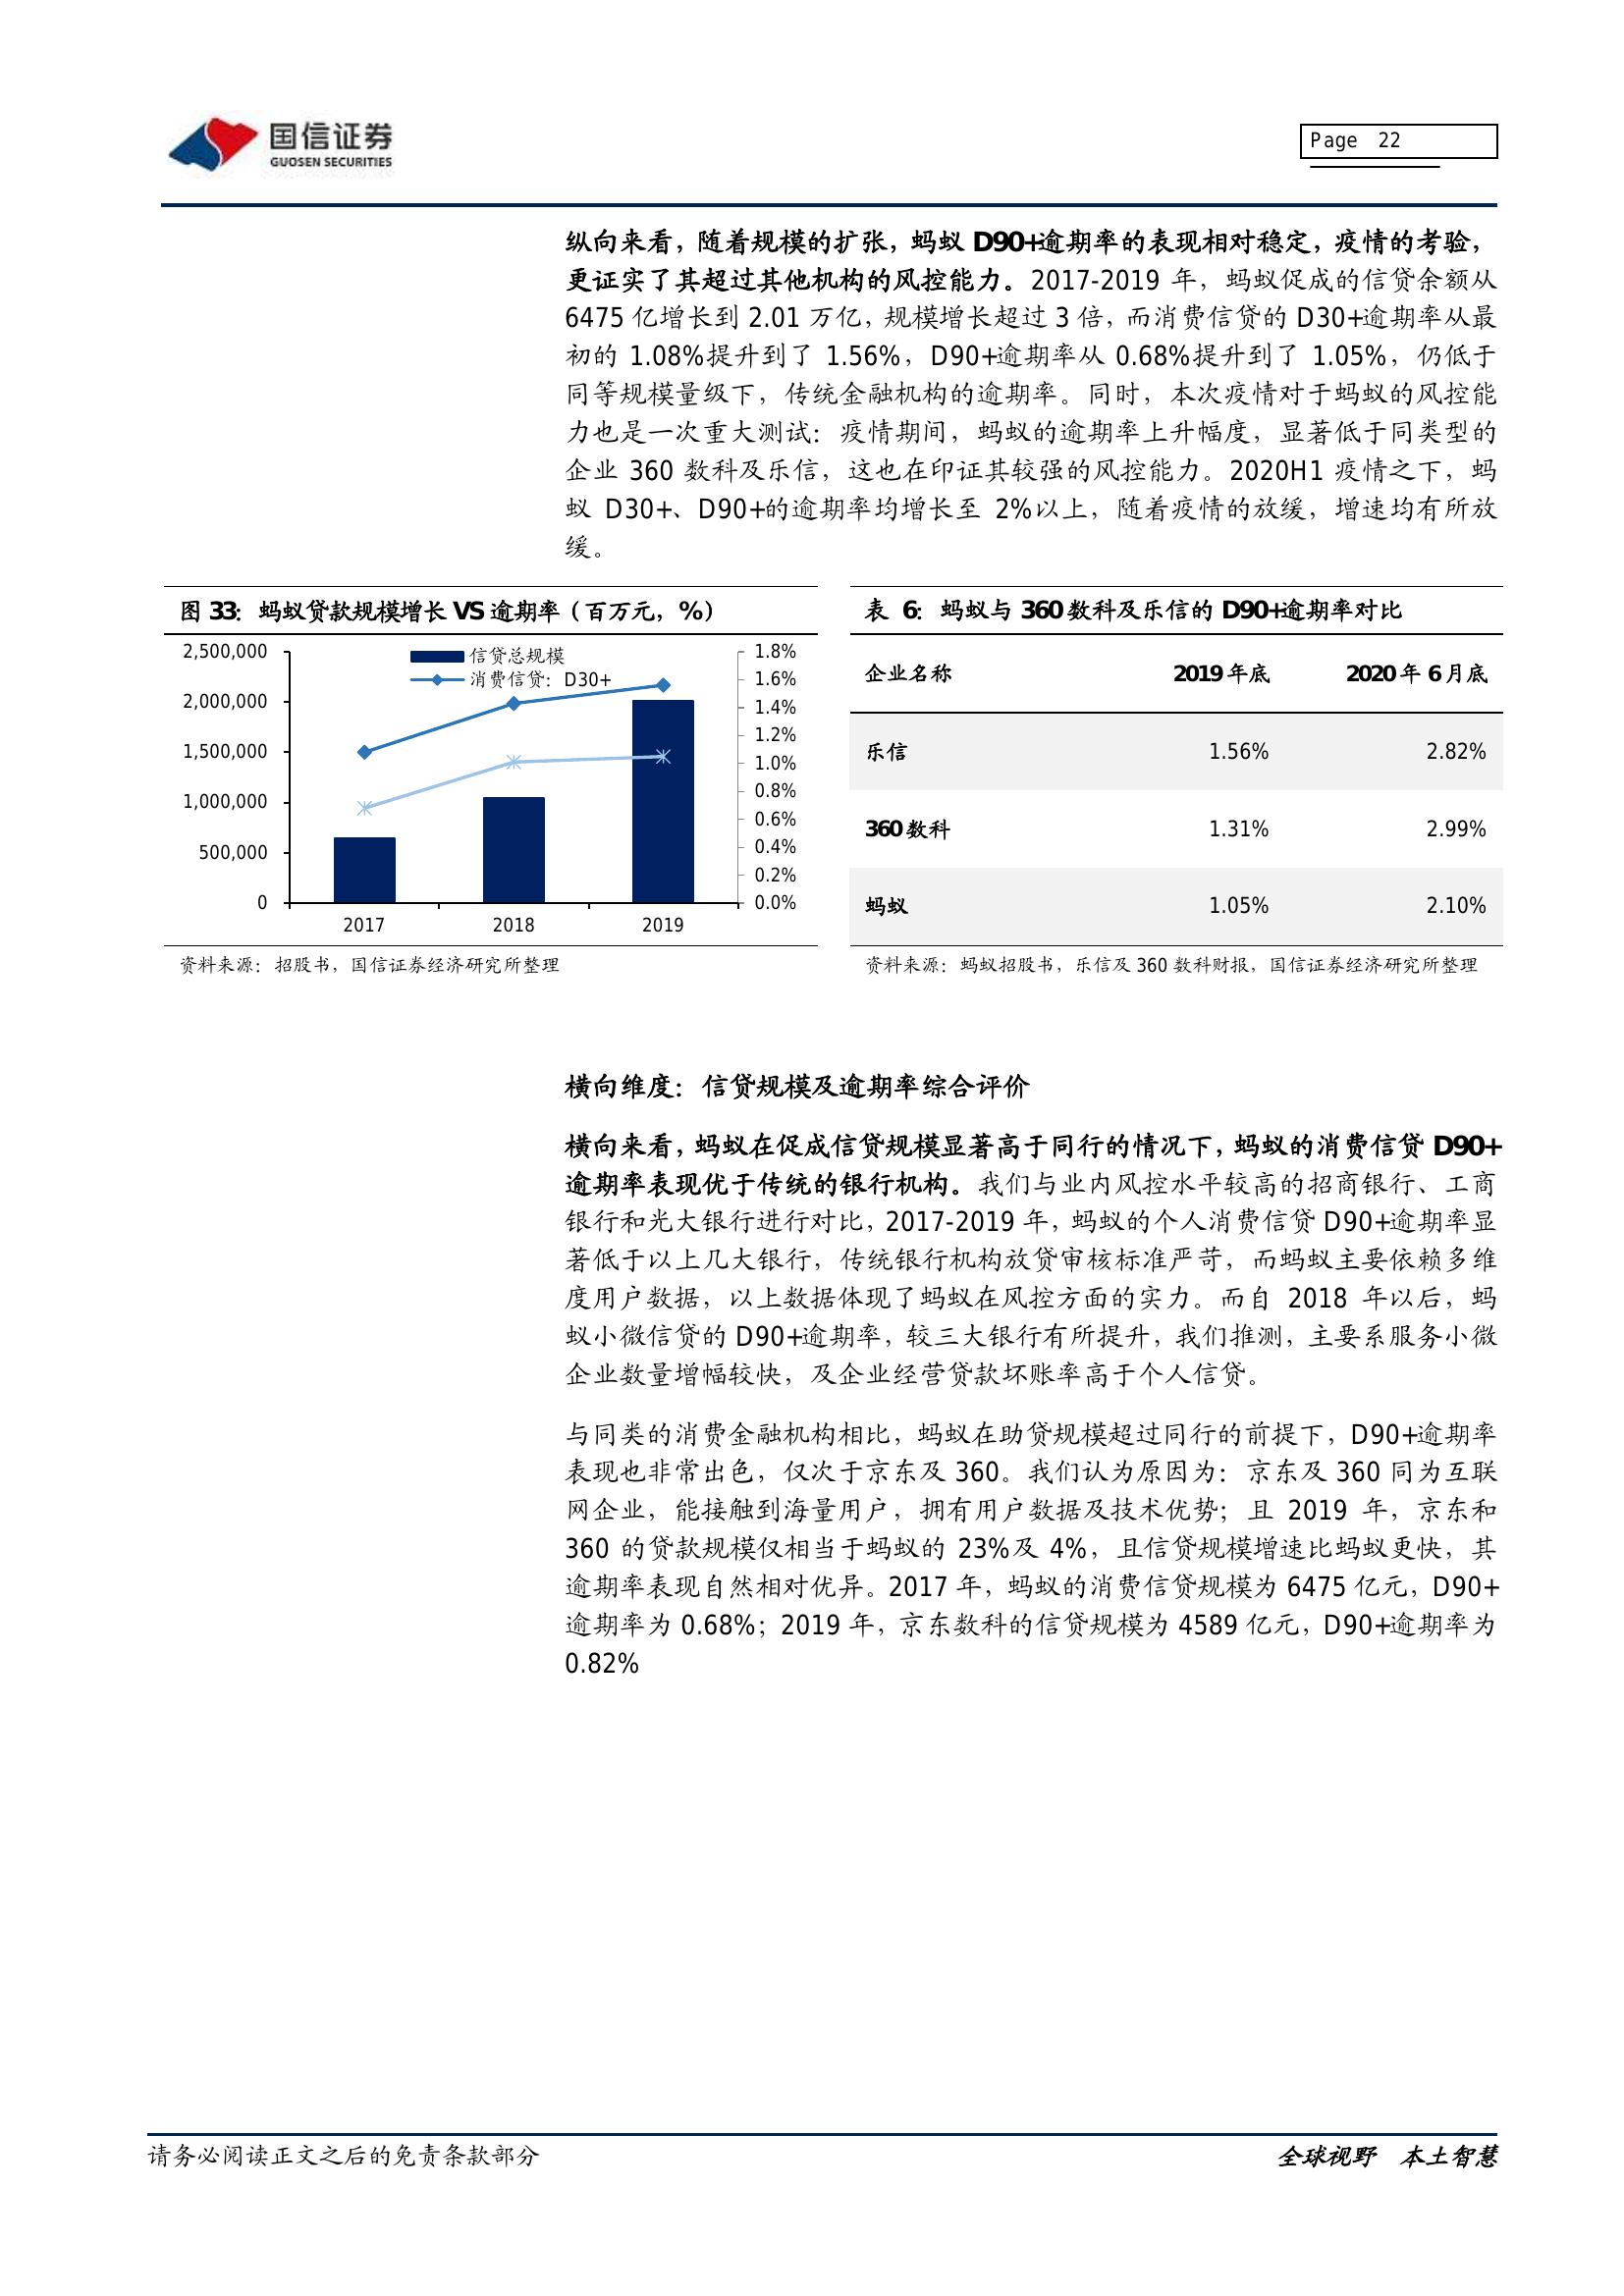 国信证券
GUOSEN SECURITIES
Page 22
纵向来看，随着规模的扩张，蚂蚁 D90+逾期率的表现相对稳定，疫情的考验，
更证实了其超过其他机构的风控能力。2017-2019 年，蚂蚁促成的信贷余额从
6475 亿增长到 2.01 万亿，规模增长超过 3 倍，而消费信贷的 D30+逾期率从最
初的 1.08%提升到了 1.56%，D90+逾期率从 0.68%提升到了 1.05%，仍低于
同等规模量级下，传统金融机构的逾期率。同时，本次疫情对于蚂蚁的风控能
力也是一次重大测试：疫情期间，蚂蚁的逾期率上升幅度，显著低于同类型的
企业 360 数科及乐信，这也在印证其较强的风控能力。2020H1 疫情之下，蚂
蚁 D30+、D90+的逾期率均增长至 2%以上，随着疫情的放缓，增速均有所放
缓。
图 33：蚂蚁贷款规模增长 VS 逾期率（百万元，%）
2,500,000
2,000,000
1,500,000
1,000,000
500,000
0
信贷总规模
消费信贷：D30+
1.8%
1.6%
1.4%
1.2%
1.0%
0.8%
0.6%
0.4%
0.2%
0.0%
2017 2018 2019
资料来源：招股书，国信证券经济研究所整理
表 6：蚂蚁与 360 数科及乐信的 D90+逾期率对比
企业名称 2019 年底 2020 年 6 月底
乐信 1.56% 2.82%
360 数科 1.31% 2.99%
蚂蚁 1.05% 2.10%
资料来源：蚂蚁招股书，乐信及 360 数科财报，国信证券经济研究所整理
横向维度：信贷规模及逾期率综合评价
横向来看，蚂蚁在促成信贷规模显著高于同行的情况下，蚂蚁的消费信贷 D90+
逾期率表现优于传统的银行机构。我们与业内风控水平较高的招商银行、工商
银行和光大银行进行对比，2017-2019 年，蚂蚁的个人消费信贷 D90+逾期率显
著低于以上几大银行，传统银行机构放贷审核标准严苛，而蚂蚁主要依赖多维
度用户数据，以上数据体现了蚂蚁在风控方面的实力。而自 2018 年以后，蚂
蚁小微信贷的 D90+逾期率，较三大银行有所提升，我们推测，主要系服务小微
企业数量增幅较快，及企业经营贷款坏账率高于个人信贷。
与同类的消费金融机构相比，蚂蚁在助贷规模超过同行的前提下，D90+逾期率
表现也非常出色，仅次于京东及 360。我们认为原因为：京东及 360 同为互联
网企业，能接触到海量用户，拥有用户数据及技术优势；且 2019 年，京东和
360 的贷款规模仅相当于蚂蚁的 23%及 4%，且信贷规模增速比蚂蚁更快，其
逾期率表现自然相对优异。2017 年，蚂蚁的消费信贷规模为 6475 亿元，D90+
逾期率为 0.68%；2019 年，京东数科的信贷规模为 4589 亿元，D90+逾期率为
0.82%
请务必阅读正文之后的免责条款部分
全球视野 本土智慧